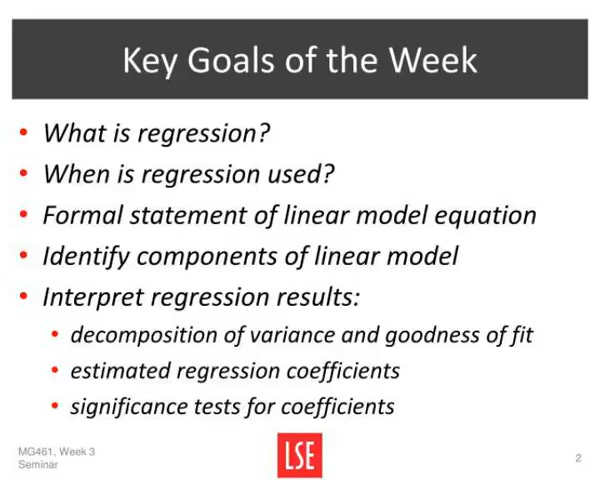 Key Goals of the Week
• What is regression?
• When is regression used?
• Formal statement of linear model equation
• Identify components of linear model
• Interpret regression results:
• decomposition of variance and goodness of fit
• estimated regression coefficients
• significance tests for coefficients
MG461, Week 3
Seminar
LSE
2